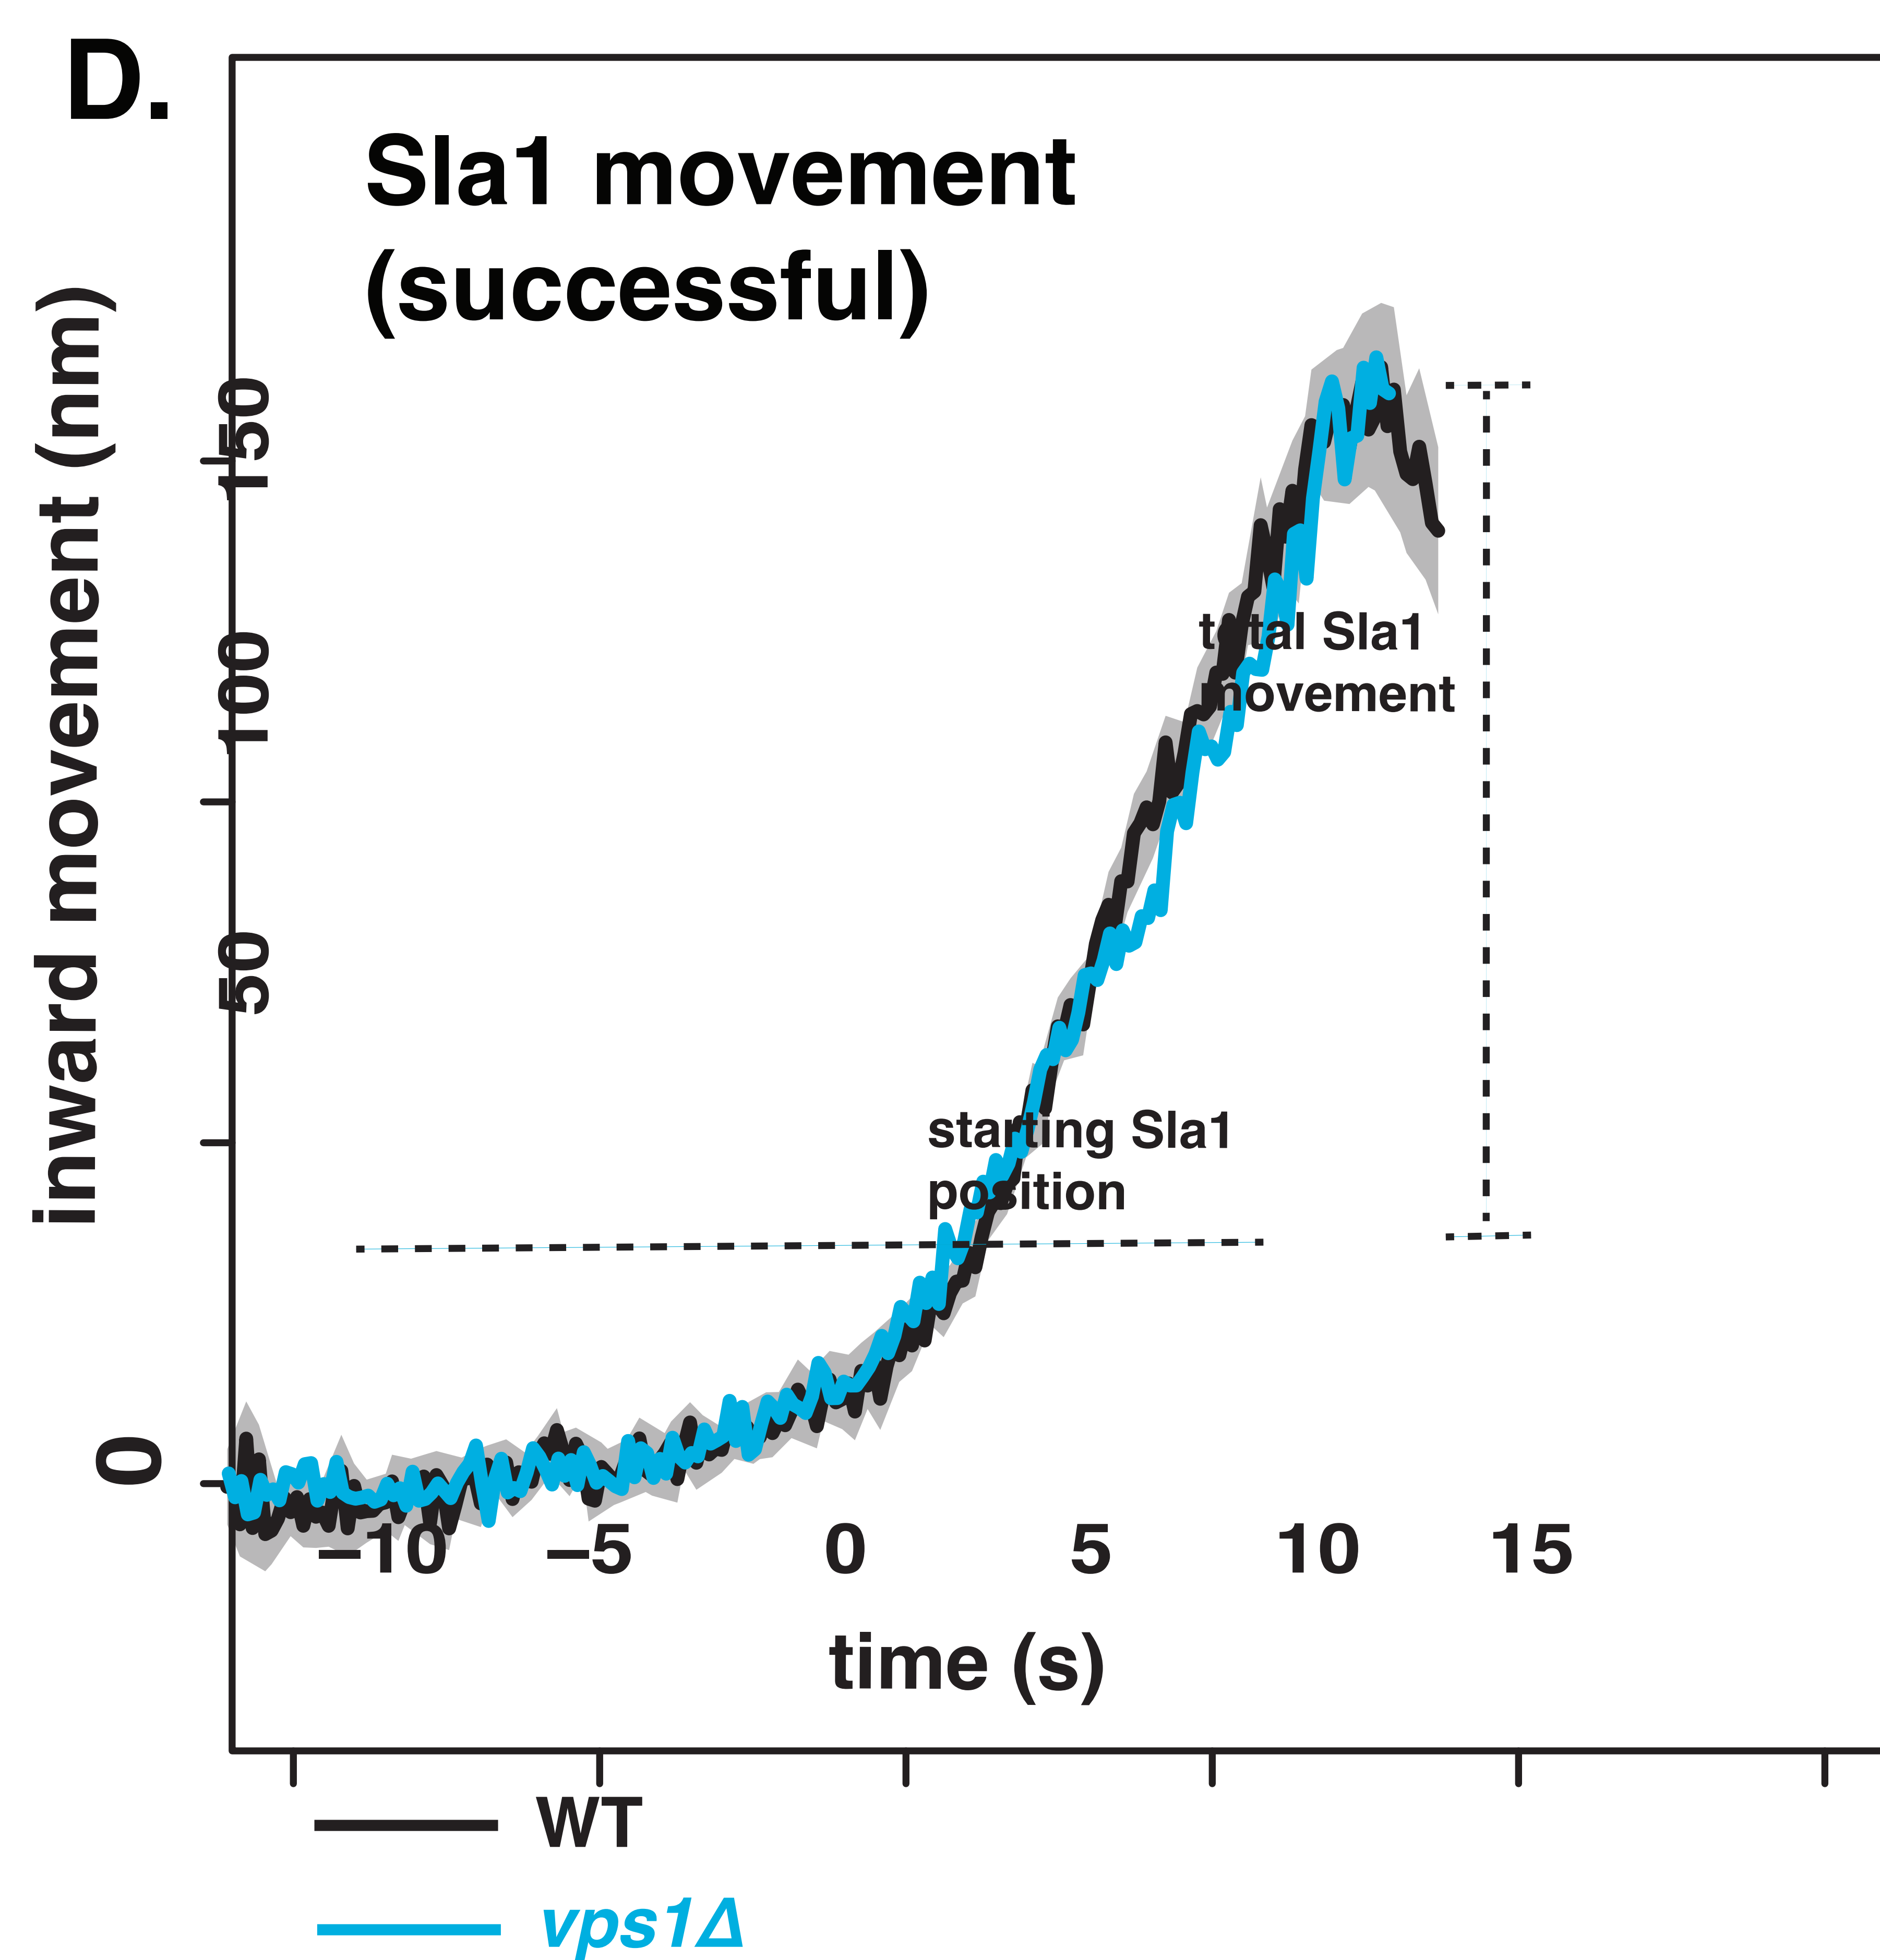 D.
Sla1 movement
(successful)
inward movement (nm)
150
100
50
0
total Sla1
movement
starting Sla1
position
–10 –5 0 5 10 15
time (s)
WT
vps1Δ